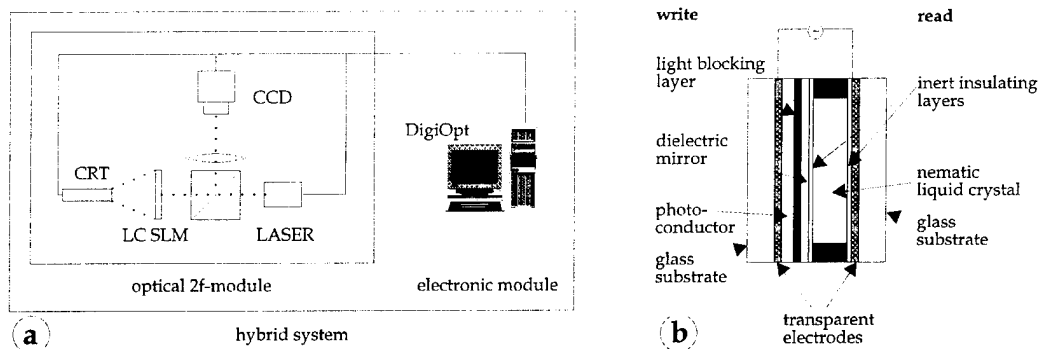 CCD
DigiOpt
CRT
LC SLM
LASER
optical 2f-module
electronic module
a
hybrid system
write
read
light blocking
layer
inert insulating
layers
dielectric
mirror
nematic
liquid crystal
photo-
conductor
glass
substrate
glass
substrate
b
transparent
electrodes